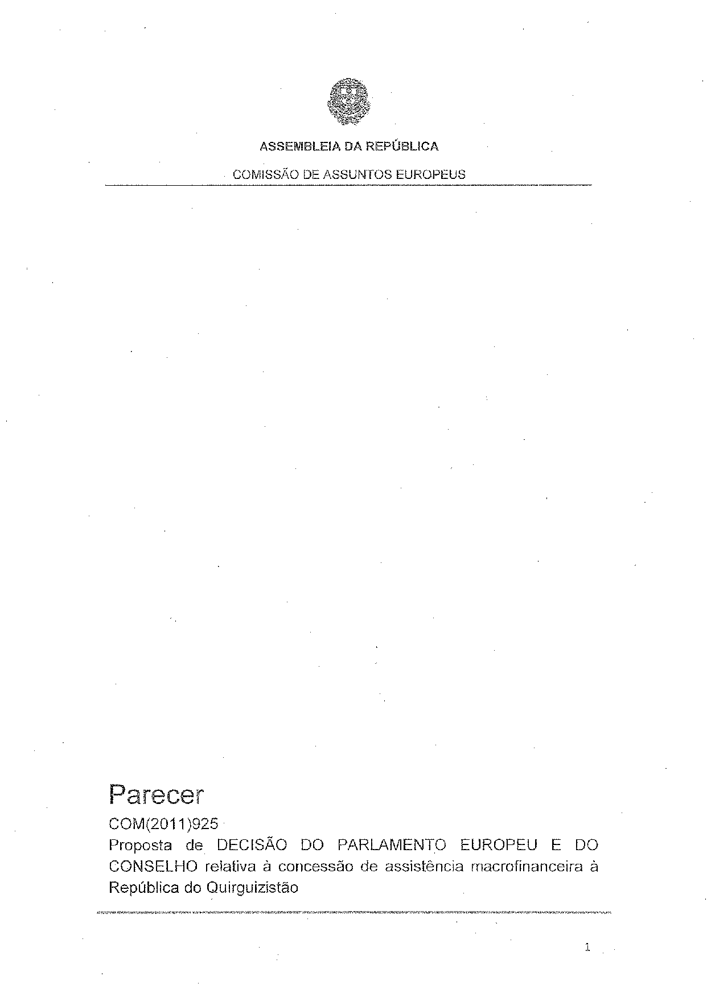 ASSEMBLEIA DA REPÚBLICA
COMISSÃO DE ASSUNTOS EUROPEUS
Parecer
COM(2011)925
Proposta de DECISÃO DO PARLAMENTO EUROPEU E DO
CONSELHO relativa à concessão de assistência macrofinanceira à
República do Quirguizistão
1